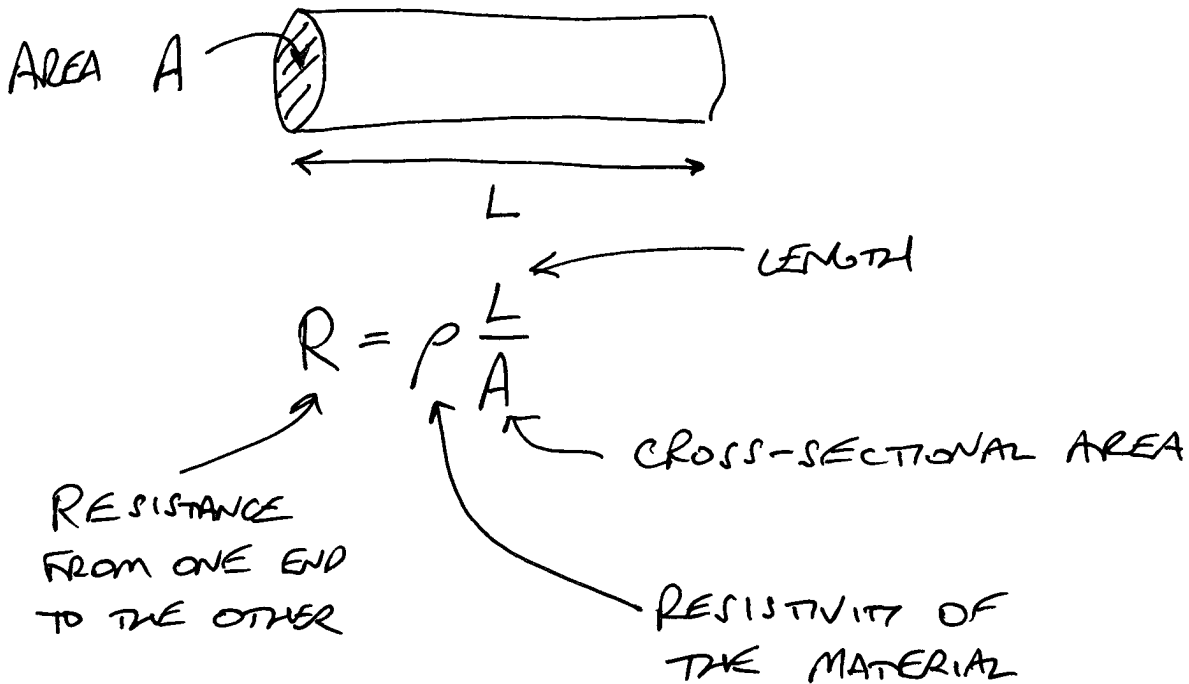 AREA A
L
LENGTH
R = ρ L/A
CROSS-SECTIONAL AREA
RESISTANCE
FROM ONE END
TO THE OTHER
RESISTIVITY OF
THE MATERIAL